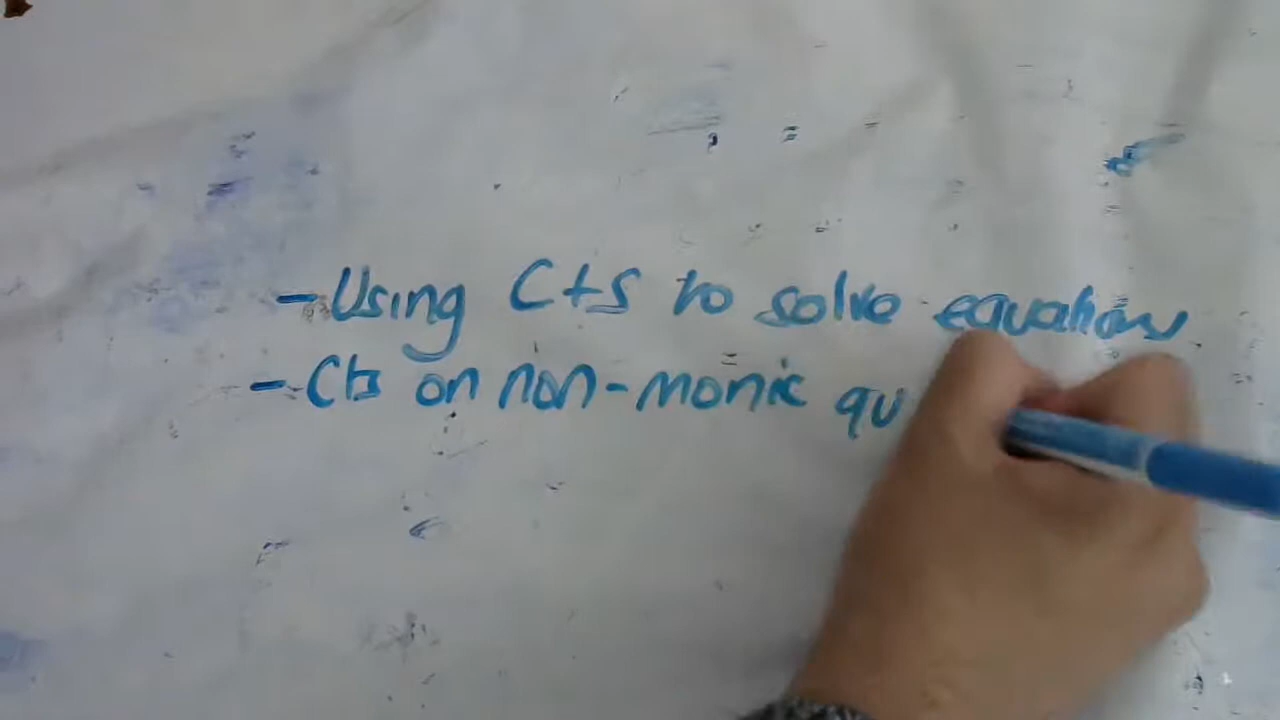 - Using CtS to solve equations
- Cts on non-monic qu